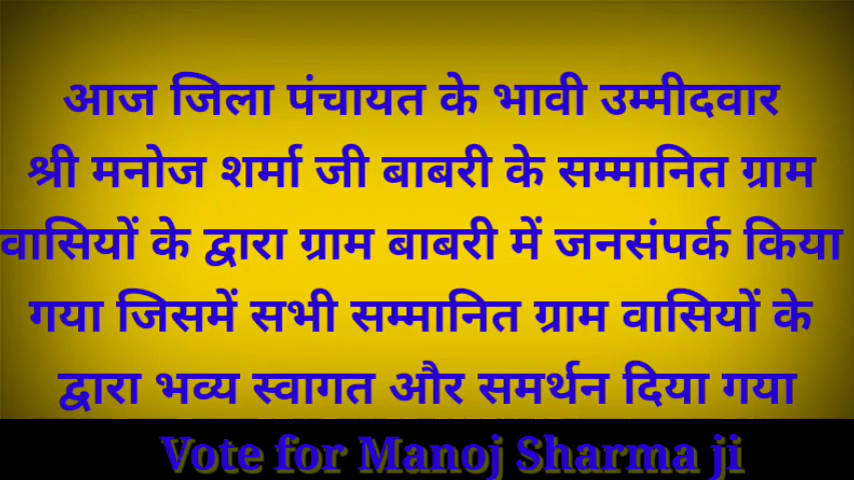 आज जिला पंचायत के भावी उम्मीदवार
श्री मनोज शर्मा जी बाबरी के सम्मानित ग्राम
वासियों के द्वारा ग्राम बाबरी में जनसंपर्क किया
गया जिसमें सभी सम्मानित ग्राम वासियों के
द्वारा भव्य स्वागत और समर्थन दिया गया
Vote for Manoj Sharma ji